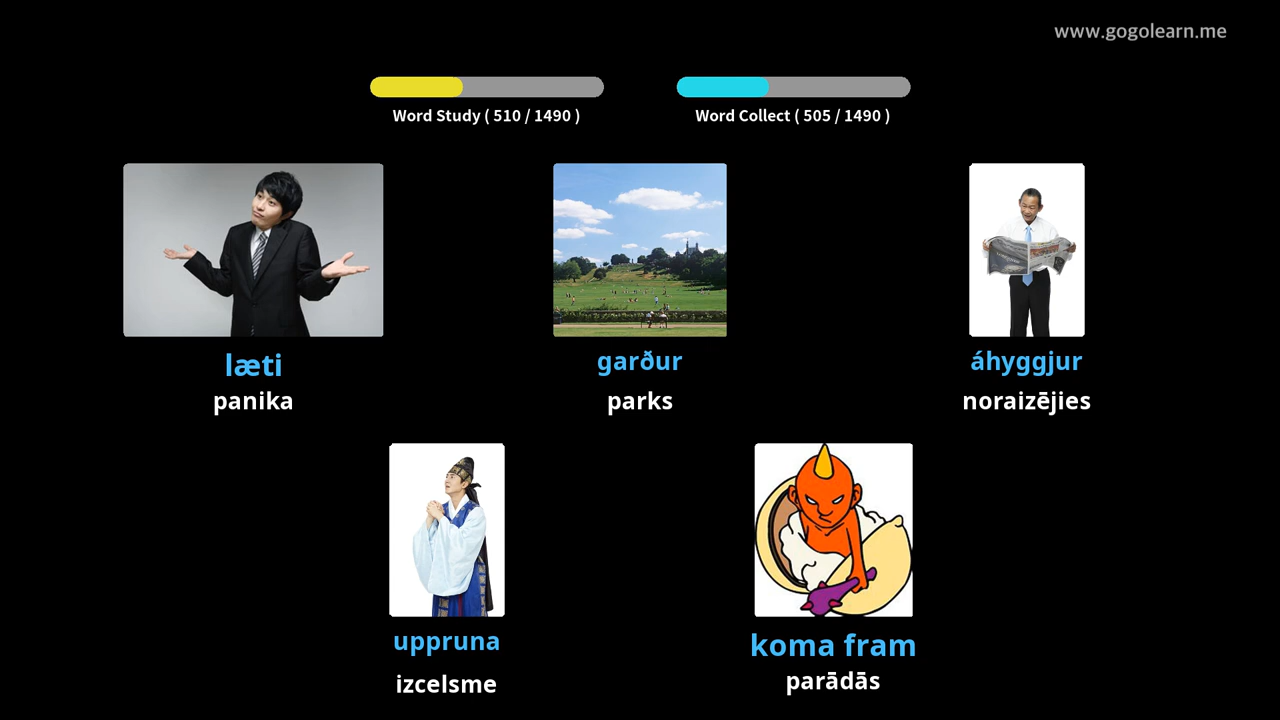 www.gogolearn.me
Word Study ( 510 / 1490 )
Word Collect ( 505 / 1490 )
læti
garður
áhyggjur
panika
parks
noraizējies
uppruna
koma fram
izcelsme
parādās